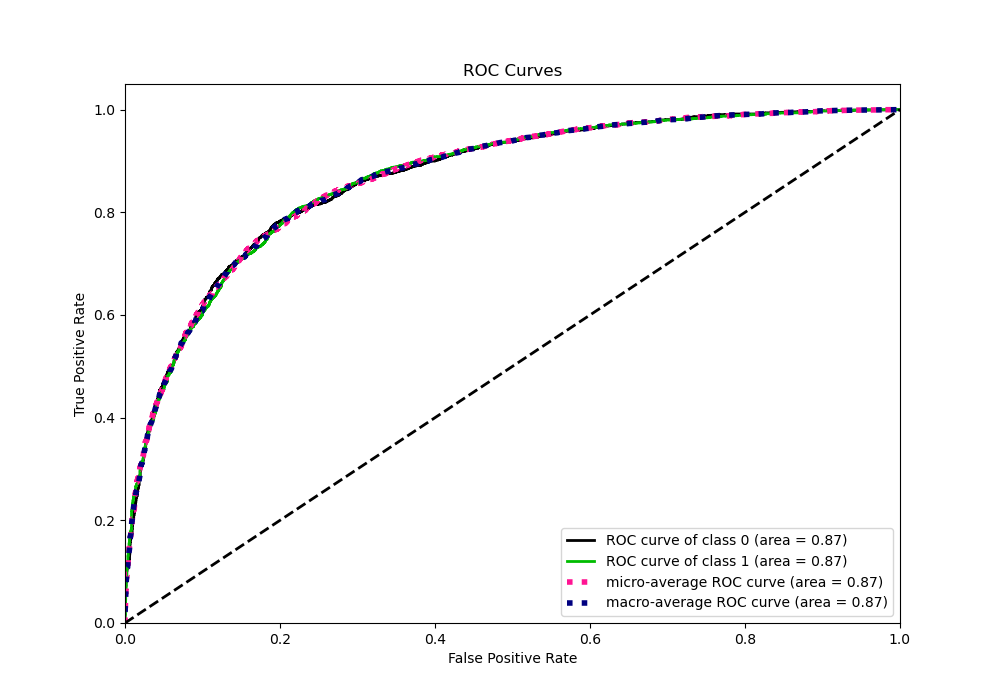 ROC Curves
True Positive Rate
1.0
0.8
0.6
0.4
0.2
0.0
ROC curve of class 0 (area = 0.87)
ROC curve of class 1 (area = 0.87)
micro-average ROC curve (area = 0.87)
macro-average ROC curve (area = 0.87)
0.0 0.2 0.4 0.6 0.8 1.0
False Positive Rate